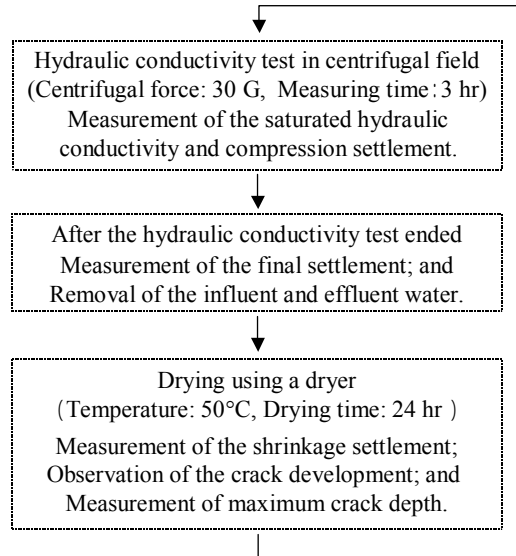 Hydraulic conductivity test in centrifugal field
(Centrifugal force: 30 G, Measuring time: 3 hr)
Measurement of the saturated hydraulic
conductivity and compression settlement.
After the hydraulic conductivity test ended
Measurement of the final settlement; and
Removal of the influent and effluent water.
Drying using a dryer
(Temperature: 50°C, Drying time: 24 hr )
Measurement of the shrinkage settlement;
Observation of the crack development; and
Measurement of maximum crack depth.